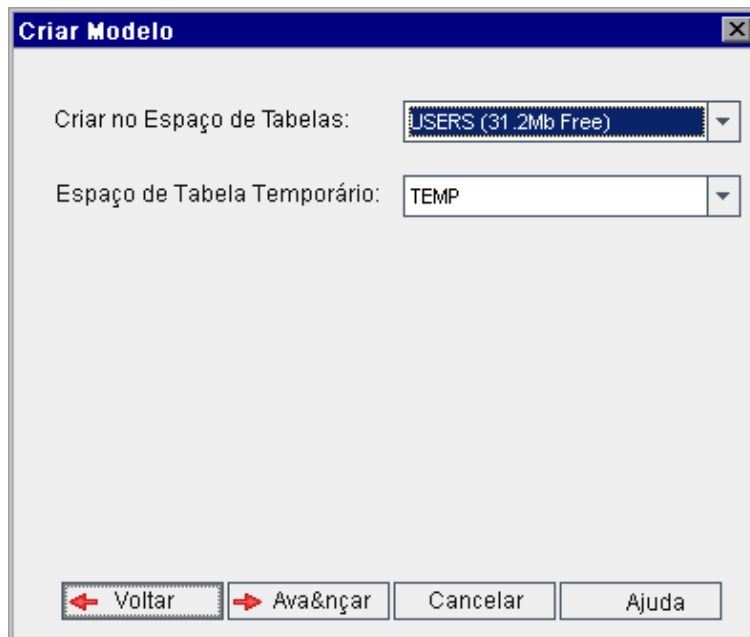 Criar Modelo
Criar no Espaço de Tabelas: USERS (31.2Mb Free)
Espaço de Tabela Temporário: TEMP
Voltar Ava&nçar Cancelar Ajuda